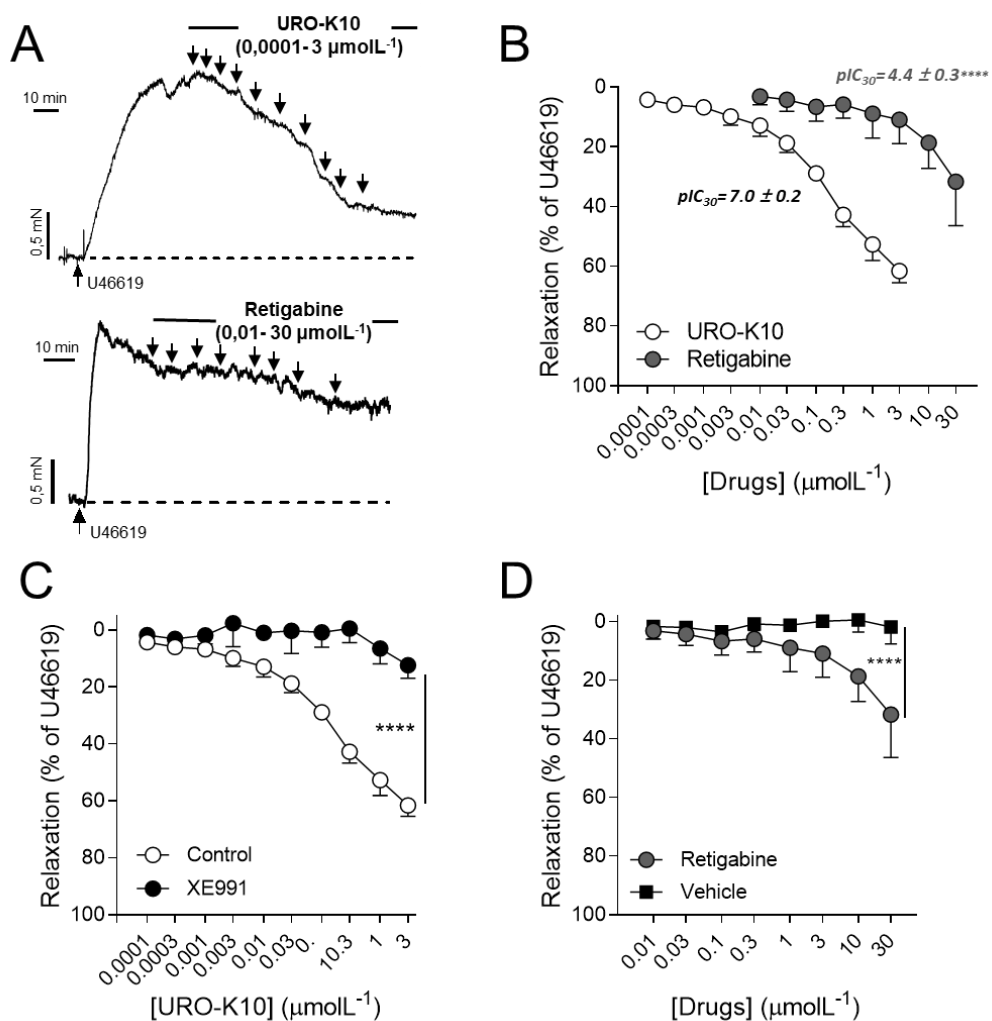 A
URO-K10
(0,0001- 3 µmolL-1)
10 min
0,5 mN
U46619
Retigabine
(0,01- 30 µmolL-1)
10 min
0,5 mN
U46619
B
pIC30= 4.4 ± 0.3****
Relaxation (% of U46619)
0
20
40
60
80
100
pIC30= 7.0 ± 0.2
URO-K10
Retigabine
0.0001
0.0003
0.001
0.003
0.01
0.03
0.1
0.3
1
3
10
30
[Drugs] (µmolL-1)
C
Relaxation (% of U46619)
0
20
40
60
80
100
****
Control
XE991
0.0001
0.0003
0.001
0.003
0.01
0.03
0.
10.3
1
3
[URO-K10] (µmolL-1)
D
Relaxation (% of U46619)
0
20
40
60
80
100
****
Retigabine
Vehicle
0.01
0.03
0.1
0.3
1
3
10
30
[Drugs] (µmolL-1)